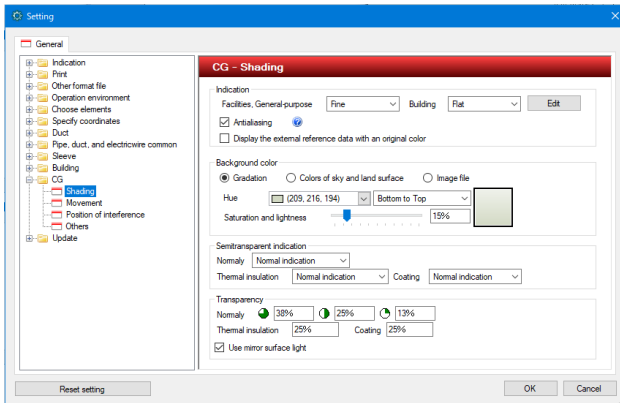 Setting
General
Indication
Print
Other format file
Operation environment
Choose elements
Specify coordinates
Duct
Pipe, duct, and electricwire common
Sleeve
Building
CG
Shading
Movement
Position of interference
Others
Update
CG - Shading
Indication
Facilities, General-purpose Fine Building Flat Edit
Antialiasing
Display the external reference data with an original color
Background color
Gradation Colors of sky and land surface Image file
Hue (209, 216, 194) Bottom to Top
Saturation and lightness 15%
Semitransparent indication
Normaly Normal indication
Thermal insulation Normal indication Coating Normal indication
Transparency
Normaly 38% 25% 13%
Thermal insulation 25% Coating 25%
Use mirror surface light
Reset setting OK Cancel